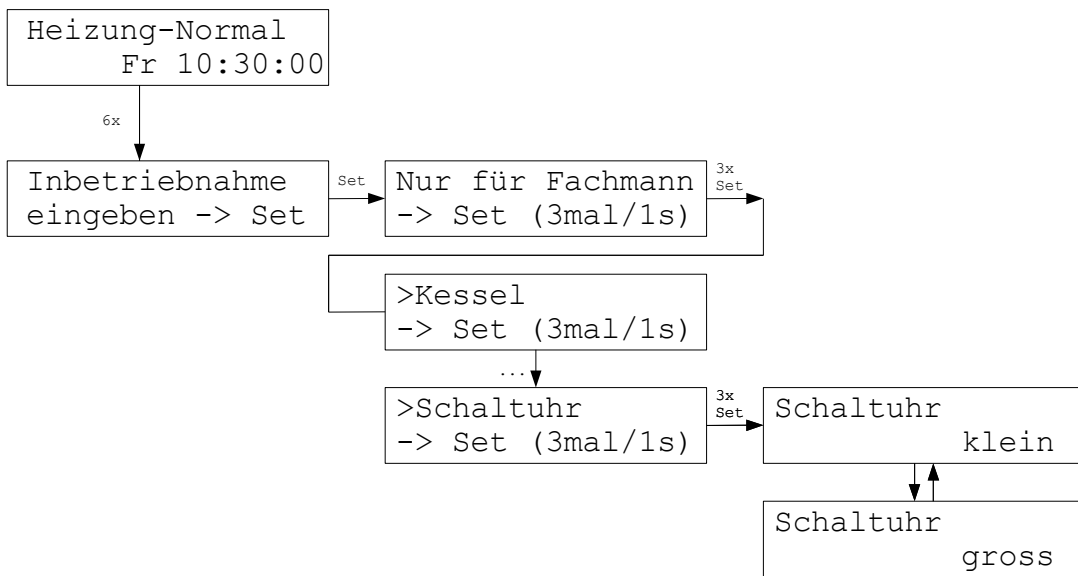 Heizung-Normal
Fr 10:30:00
6x
Inbetriebnahme
eingeben -> Set
Set
Nur für Fachmann
-> Set (3mal/1s)
3x
Set
>Kessel
-> Set (3mal/1s)
...
>Schaltuhr
-> Set (3mal/1s)
3x
Set
Schaltuhr
klein
Schaltuhr
gross